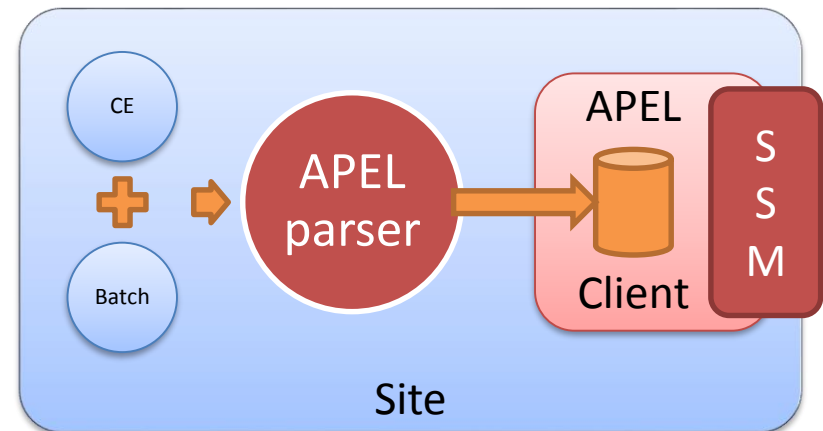 CE
Batch
APEL
parser
APEL
Client
S
S
M
Site